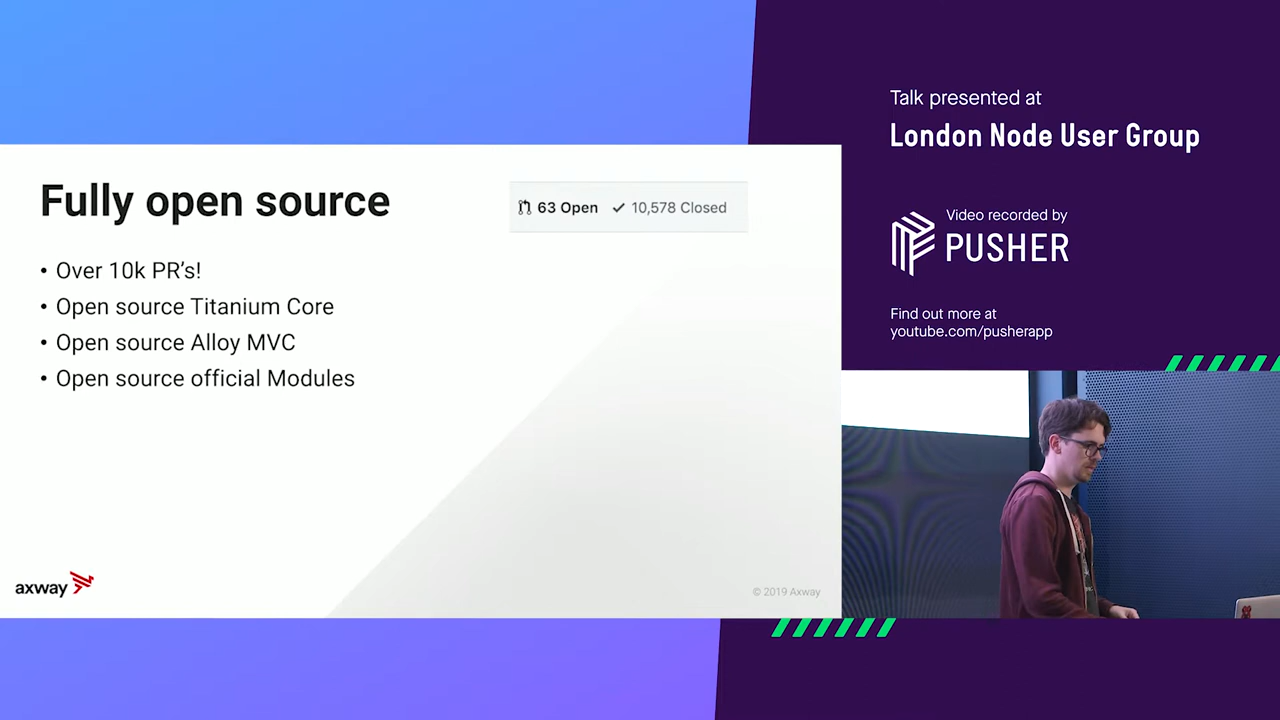 Fully open source
63 Open 10,578 Closed
• Over 10k PR's!
• Open source Titanium Core
• Open source Alloy MVC
• Open source official Modules
axway
© 2019 Axway
Talk presented at
London Node User Group
Video recorded by
PUSHER
Find out more at
youtube.com/pusherapp